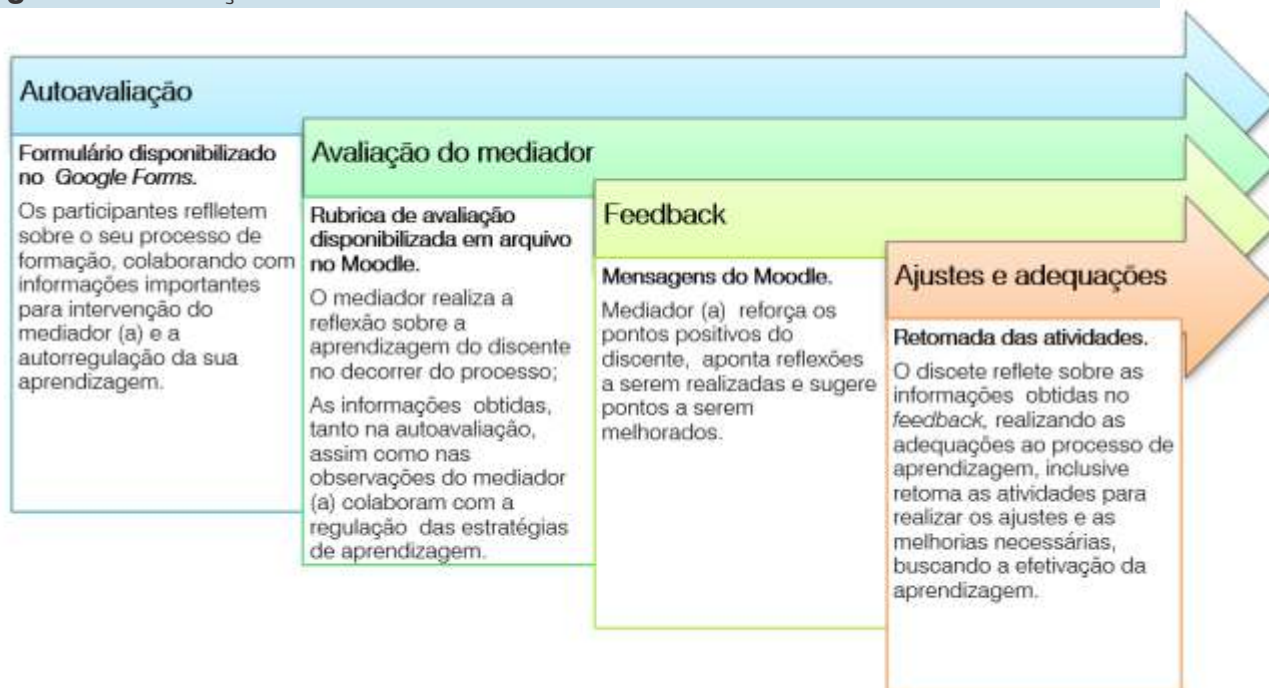 Autoavaliação
Formulário disponibilizado
no Google Forms.
Os participantes reflletem
sobre o seu processo de
formação, colaborando com
informações importantes
para intervenção do
mediador (a) e a
autorregulação da sua
aprendizagem.
Avaliação do mediador
Rubrica de avaliação
disponibilizada em arquivo
no Moodle.
O mediador realiza a
reflexão sobre a
aprendizagem do discente
no decorrer do processo;
As informações obtidas,
tanto na autoavaliação,
assim como nas
observações do mediador
(a) colaboram com a
regulação das estratégias
de aprendizagem.
Feedback
Mensagens do Moodle.
Mediador (a) reforça os
pontos positivos do
discente, aponta reflexões
a serem realizadas e sugere
pontos a serem
melhorados.
Ajustes e adequações
Retomada das atividades.
O discete reflete sobre as
informações obtidas no
feedback, realizando as
adequações ao processo de
aprendizagem, inclusive
retoma as atividades para
realizar os ajustes e as
melhorias necessárias,
buscando a efetivação da
aprendizagem.